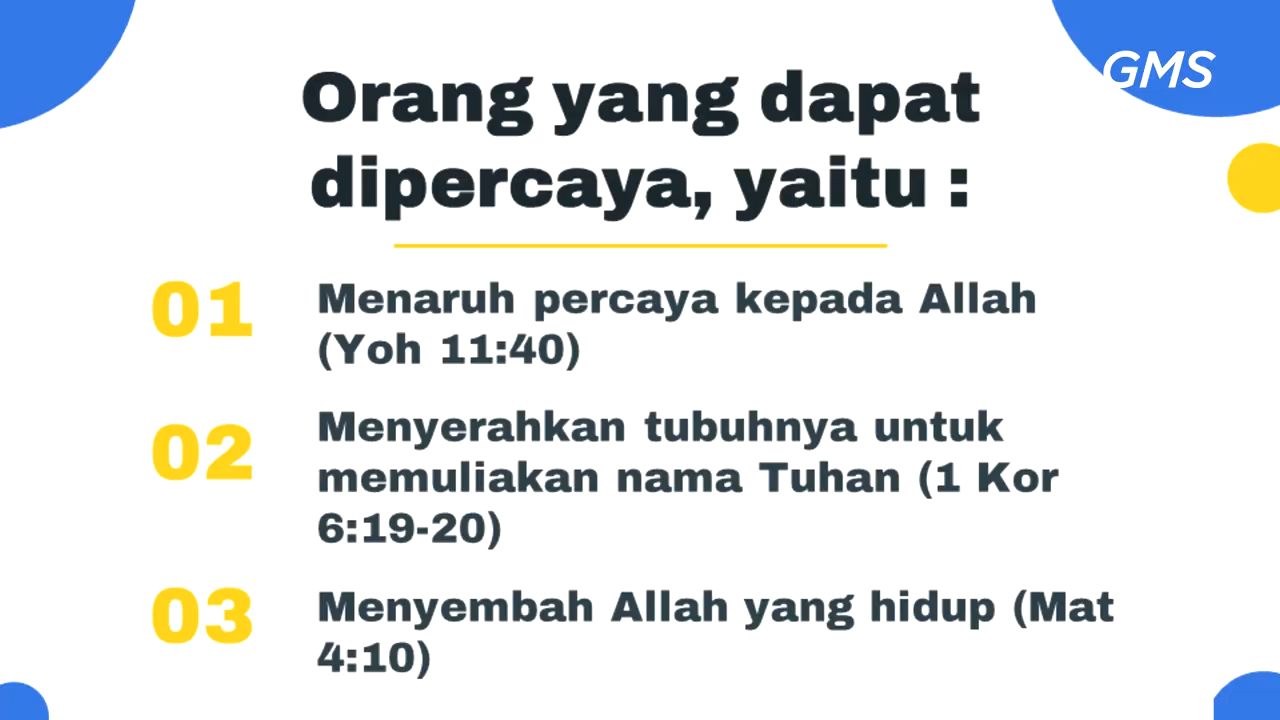 GMS
Orang yang dapat
dipercaya, yaitu :
01
Menaruh percaya kepada Allah
(Yoh 11:40)
02
Menyerahkan tubuhnya untuk
memuliakan nama Tuhan (1 Kor
6:19-20)
03
Menyembah Allah yang hidup (Mat
4:10)